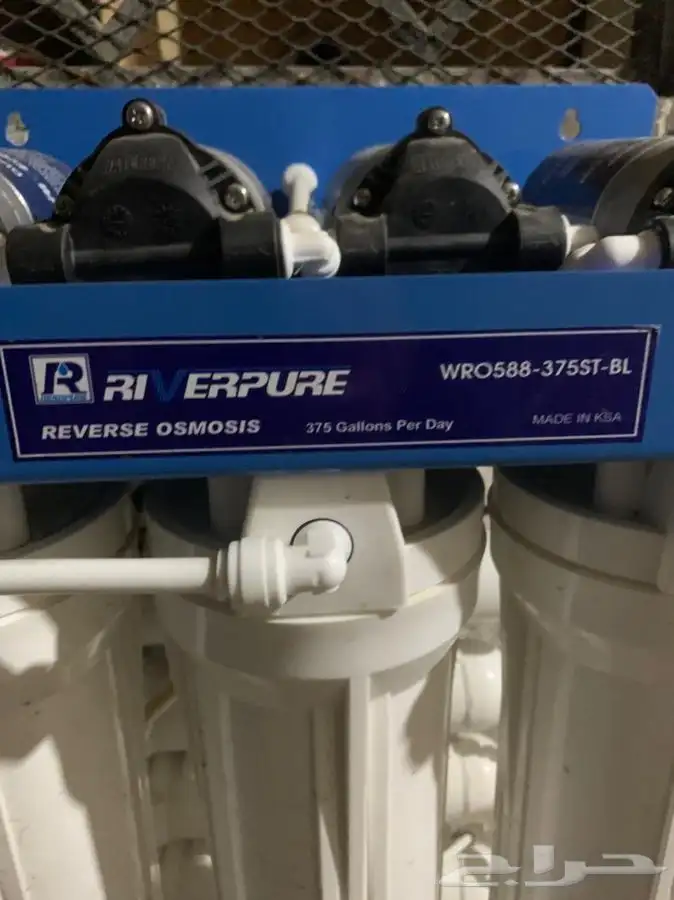 RIVERPURE
WRO588-375ST-BL
REVERSE OSMOSIS
375 Gallons Per Day
MADE IN KSA
حراج